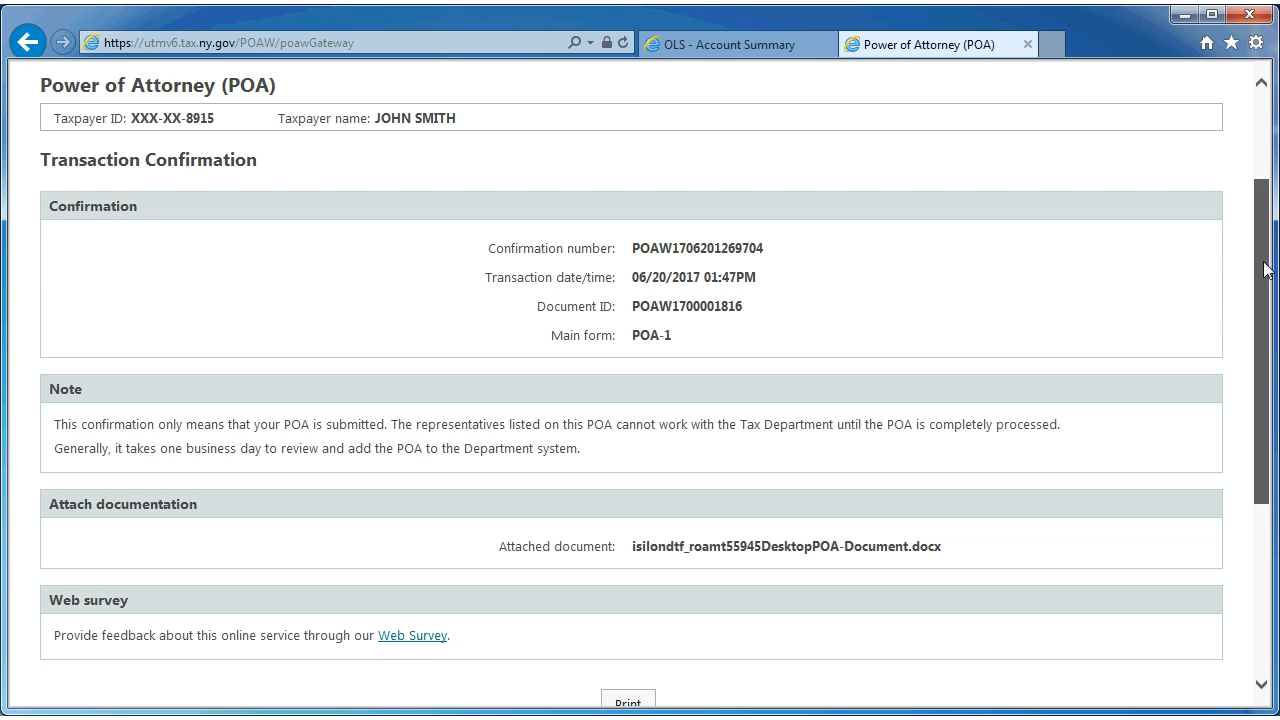 https://utmv6.tax.ny.gov/POAW/poawGateway
OLS - Account Summary
Power of Attorney (POA)
Power of Attorney (POA)
Taxpayer ID: XXX-XX-8915 Taxpayer name: JOHN SMITH
Transaction Confirmation
Confirmation
Confirmation number: POAW1706201269704
Transaction date/time: 06/20/2017 01:47PM
Document ID: POAW1700001816
Main form: POA-1
Note
This confirmation only means that your POA is submitted. The representatives listed on this POA cannot work with the Tax Department until the POA is completely processed.
Generally, it takes one business day to review and add the POA to the Department system.
Attach documentation
Attached document: isilondtf_roamt55945DesktopPOA-Document.docx
Web survey
Provide feedback about this online service through our Web Survey.
Print